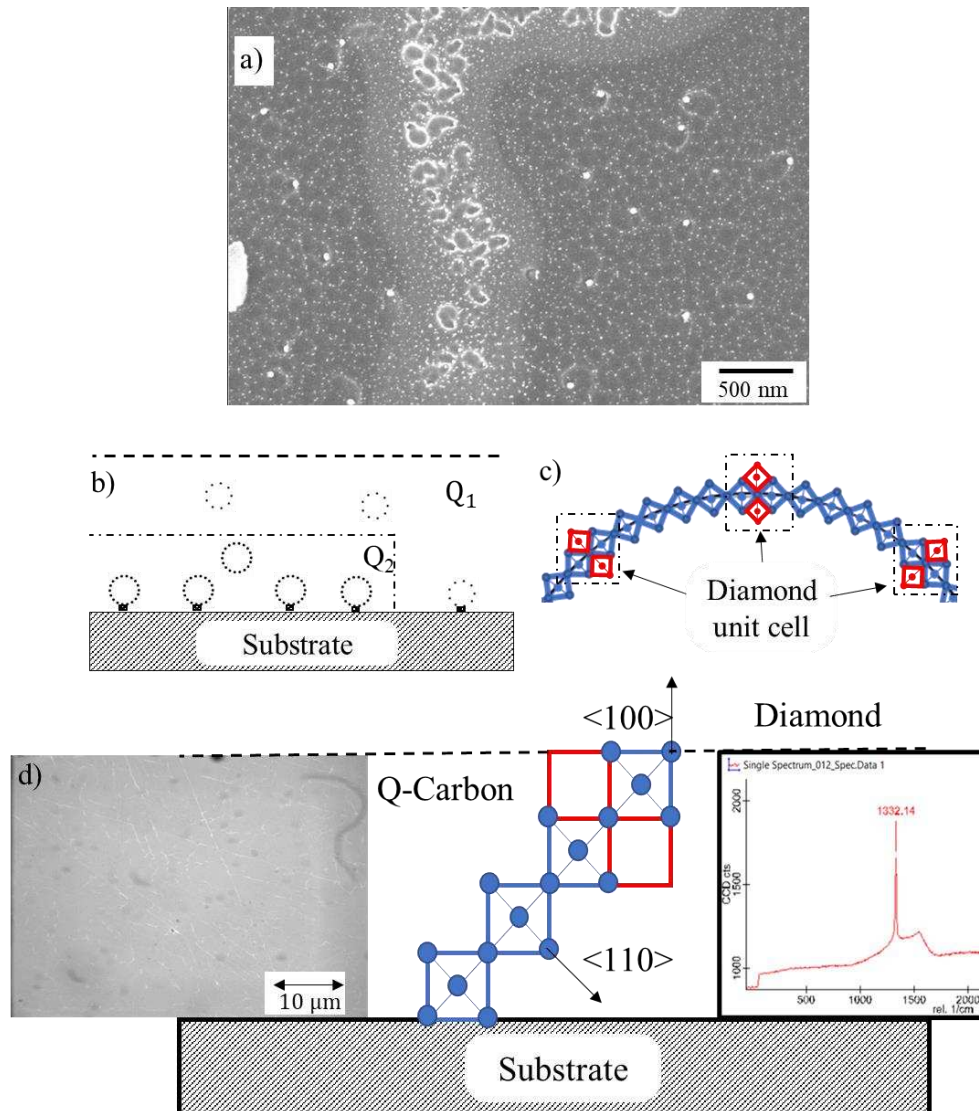 a)
500 nm
b)
Q₁
Q₂
Substrate
c)
Diamond
unit cell
<100>
Diamond
d)
Q-Carbon
<110>
10 μm
Single Spectrum_012_Spec.Data 1
1332.14
CCD cts
2000
1500
1000
500
1000
1500
2000
rel. 1/cm
Substrate